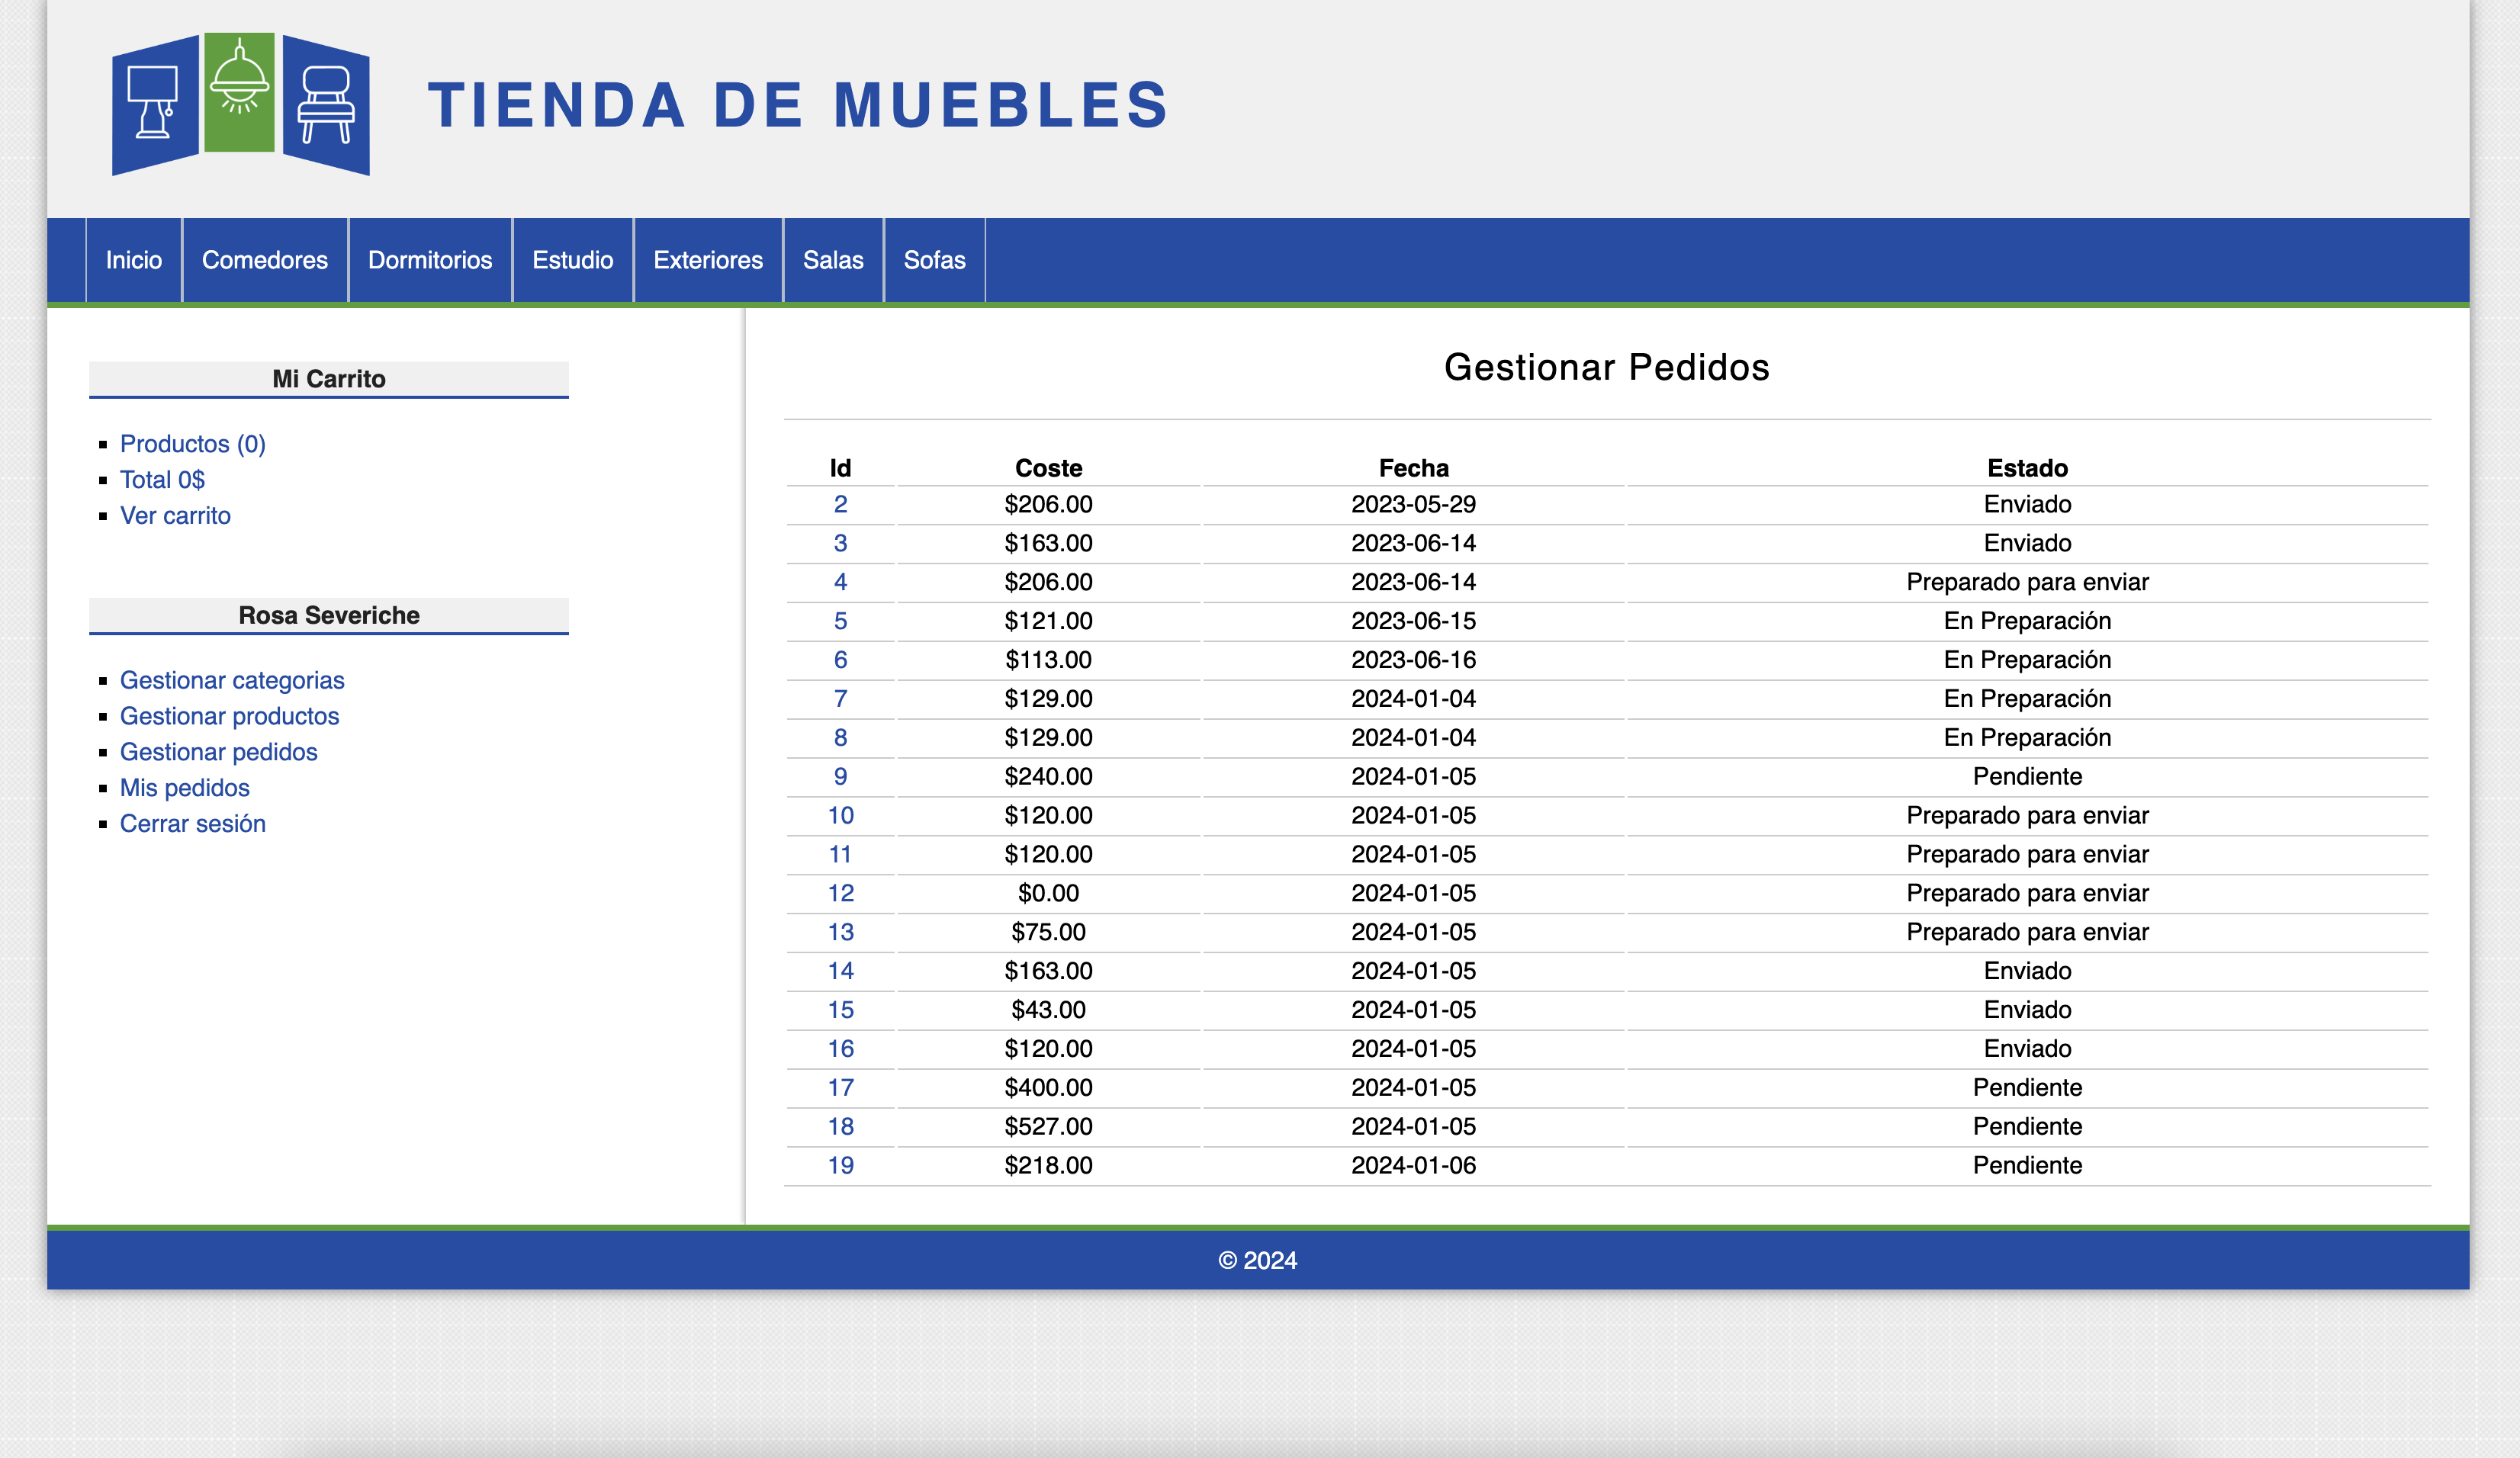 TIENDA DE MUEBLES
Inicio Comedores Dormitorios Estudio Exteriores Salas Sofas
Mi Carrito
Productos (0)
Total 0$
Ver carrito
Rosa Severiche
Gestionar categorias
Gestionar productos
Gestionar pedidos
Mis pedidos
Cerrar sesión
Gestionar Pedidos
Id Coste Fecha Estado
2 $206.00 2023-05-29 Enviado
3 $163.00 2023-06-14 Enviado
4 $206.00 2023-06-14 Preparado para enviar
5 $121.00 2023-06-15 En Preparación
6 $113.00 2023-06-16 En Preparación
7 $129.00 2024-01-04 En Preparación
8 $129.00 2024-01-04 En Preparación
9 $240.00 2024-01-05 Pendiente
10 $120.00 2024-01-05 Preparado para enviar
11 $120.00 2024-01-05 Preparado para enviar
12 $0.00 2024-01-05 Preparado para enviar
13 $75.00 2024-01-05 Preparado para enviar
14 $163.00 2024-01-05 Enviado
15 $43.00 2024-01-05 Enviado
16 $120.00 2024-01-05 Enviado
17 $400.00 2024-01-05 Pendiente
18 $527.00 2024-01-05 Pendiente
19 $218.00 2024-01-06 Pendiente
© 2024